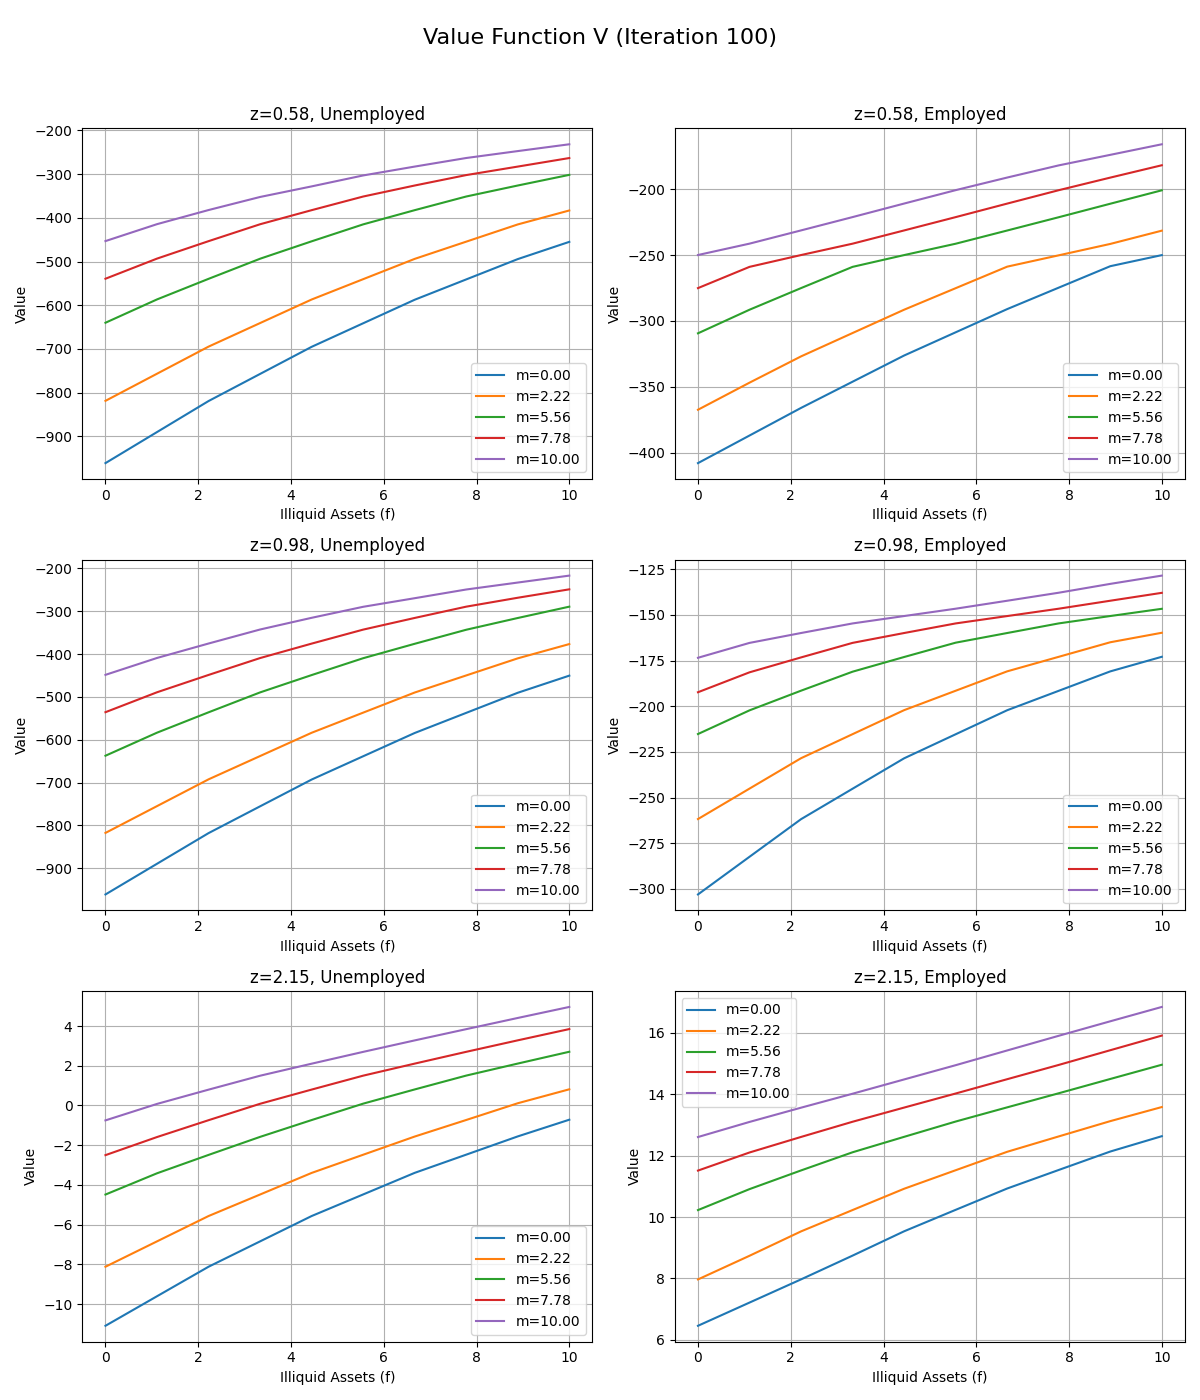 Value Function V (Iteration 100)
z=0.58, Unemployed
−200
−300
−400
−500
−600
−700
−800
−900
Value
0 2 4 6 8 10
Illiquid Assets (f)
m=0.00
m=2.22
m=5.56
m=7.78
m=10.00
z=0.58, Employed
−200
−250
−300
−350
−400
Value
0 2 4 6 8 10
Illiquid Assets (f)
m=0.00
m=2.22
m=5.56
m=7.78
m=10.00
z=0.98, Unemployed
−200
−300
−400
−500
−600
−700
−800
−900
Value
0 2 4 6 8 10
Illiquid Assets (f)
m=0.00
m=2.22
m=5.56
m=7.78
m=10.00
z=0.98, Employed
−125
−150
−175
−200
−225
−250
−275
−300
Value
0 2 4 6 8 10
Illiquid Assets (f)
m=0.00
m=2.22
m=5.56
m=7.78
m=10.00
z=2.15, Unemployed
4
2
0
−2
−4
−6
−8
−10
Value
0 2 4 6 8 10
Illiquid Assets (f)
m=0.00
m=2.22
m=5.56
m=7.78
m=10.00
z=2.15, Employed
16
14
12
10
8
6
Value
0 2 4 6 8 10
Illiquid Assets (f)
m=0.00
m=2.22
m=5.56
m=7.78
m=10.00